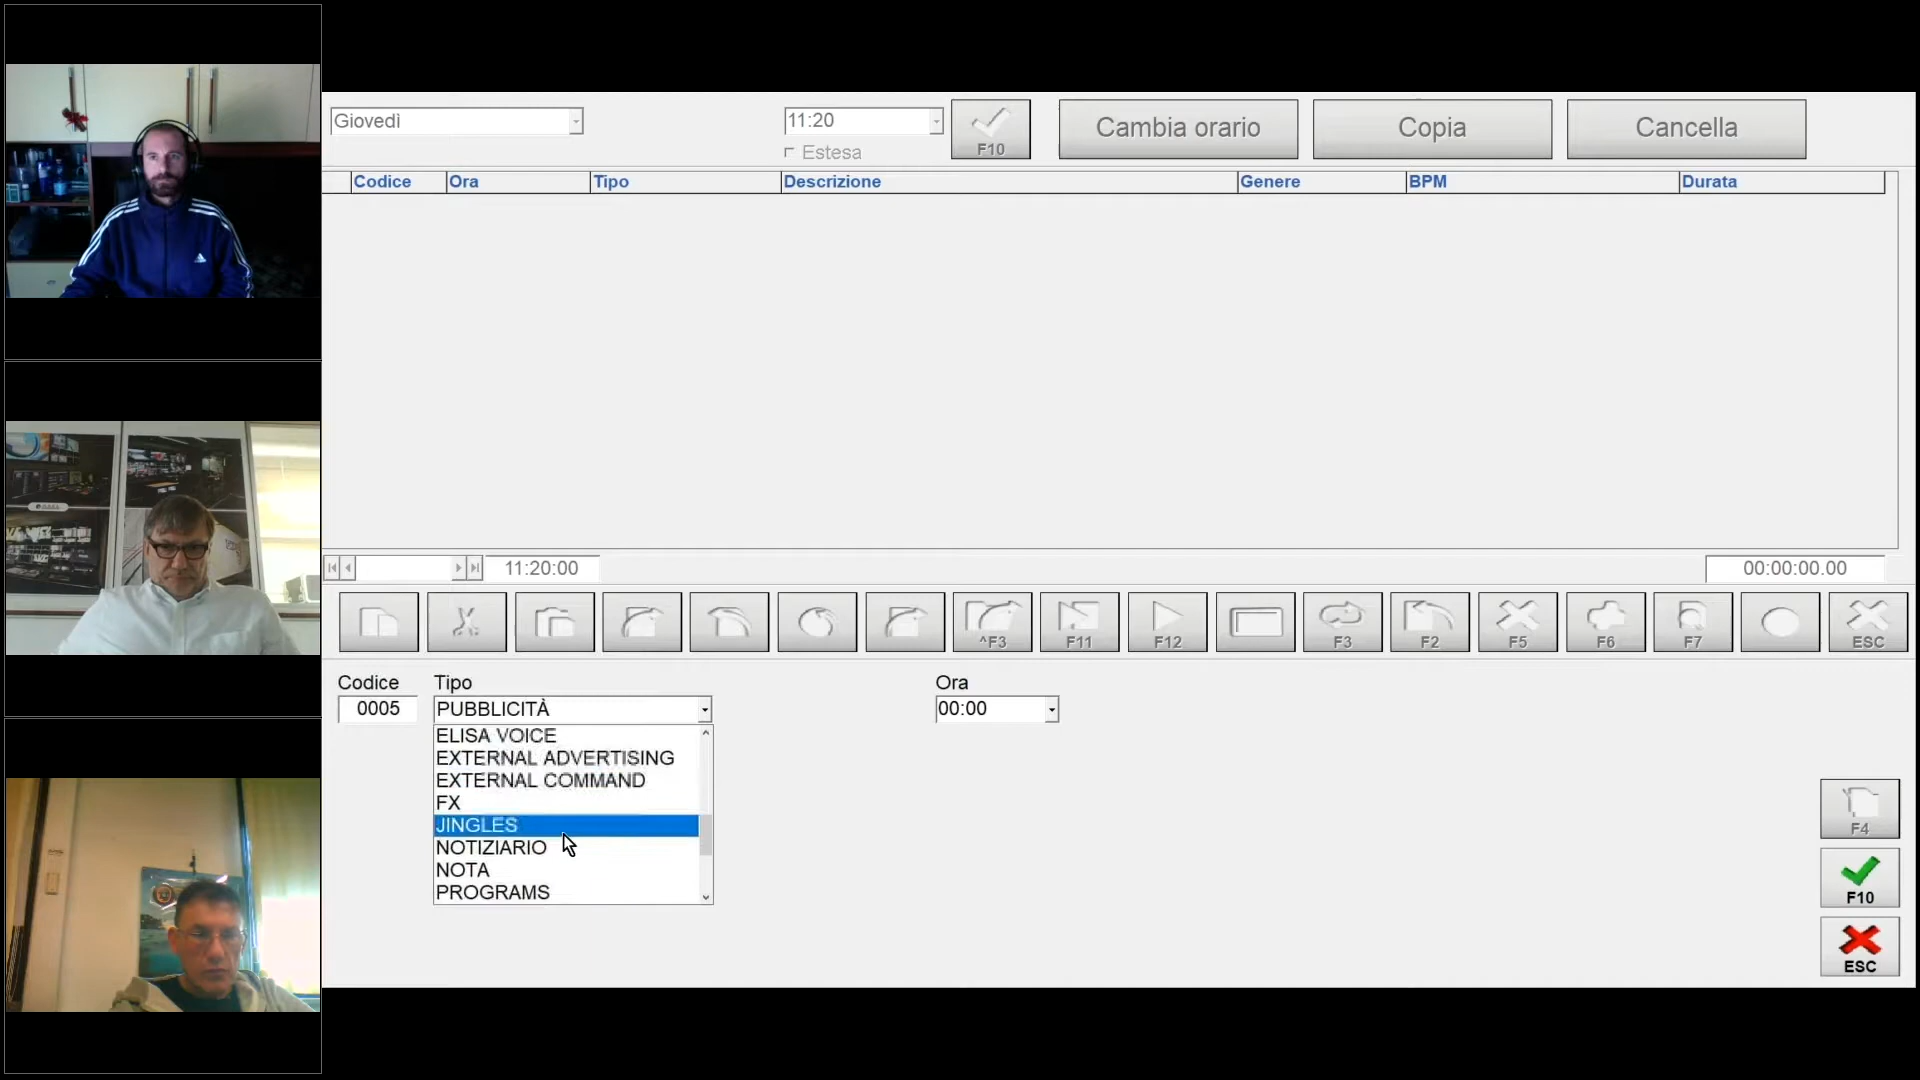 Giovedì
11:20
F10
Cambia orario
Copia
Cancella
Estesa
Codice
Ora
Tipo
Descrizione
Genere
BPM
Durata
11:20:00
00:00:00.00
^F3
F11
F12
F3
F2
F5
F6
F7
ESC
Codice
Tipo
Ora
0005
PUBBLICITÀ
00:00
ELISA VOICE
EXTERNAL ADVERTISING
EXTERNAL COMMAND
FX
JINGLES
NOTIZIARIO
NOTA
PROGRAMS
F4
F10
ESC